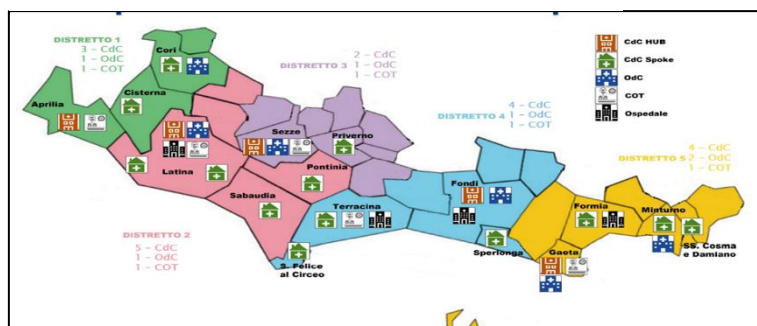 DISTRETTO 1
3 - CdC
1 - OdC
1 - COT
Cori
Aprilia
Cisterna
DISTRETTO 3
2 - CdC
1 - OdC
1 - COT
Sezze
Priverno
DISTRETTO 4
4 - CdC
1 - OdC
1 - COT
CdC HUB
CdC Spoke
OdC
COT
Ospedale
DISTRETTO 5
4 - CdC
2 - OdC
1 - COT
Latina
Pontinia
Sabaudia
DISTRETTO 2
5 - CdC
1 - OdC
1 - COT
Terracina
S. Felice
al Circeo
Fondi
Sperlonga
Formia
Minturno
SS. Cosma
e Damiano
Gaeta